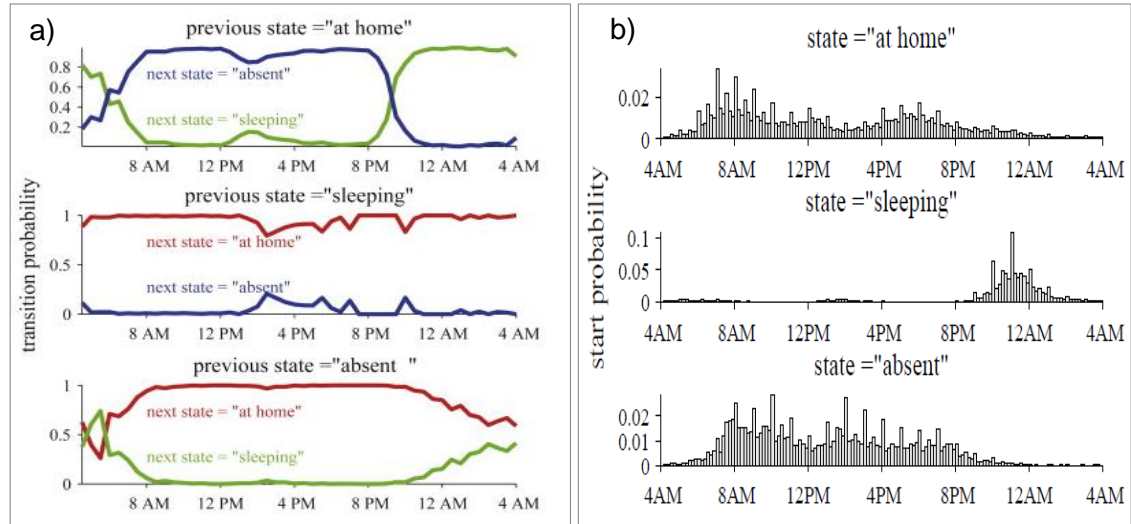 a)
previous state ="at home"
0.8
0.6
0.4
0.2
next state = "absent"
next state = "sleeping"
8 AM 12 PM 4 PM 8 PM 12 AM 4 AM
transition probability
previous state ="sleeping"
1
0.5
0
next state = "at home"
next state = "absent"
8 AM 12 PM 4 PM 8 PM 12 AM 4 AM
previous state ="absent "
1
0.5
0
next state = "at home"
next state = "sleeping"
8 AM 12 PM 4 PM 8 PM 12 AM 4 AM
b)
state ="at home"
0.02
0
4AM 8AM 12PM 4PM 8PM 12AM 4AM
start probability
state ="sleeping"
0.1
0.05
0
4AM 8AM 12PM 4PM 8PM 12AM 4AM
state ="absent"
0.02
0.01
0
4AM 8AM 12PM 4PM 8PM 12AM 4AM